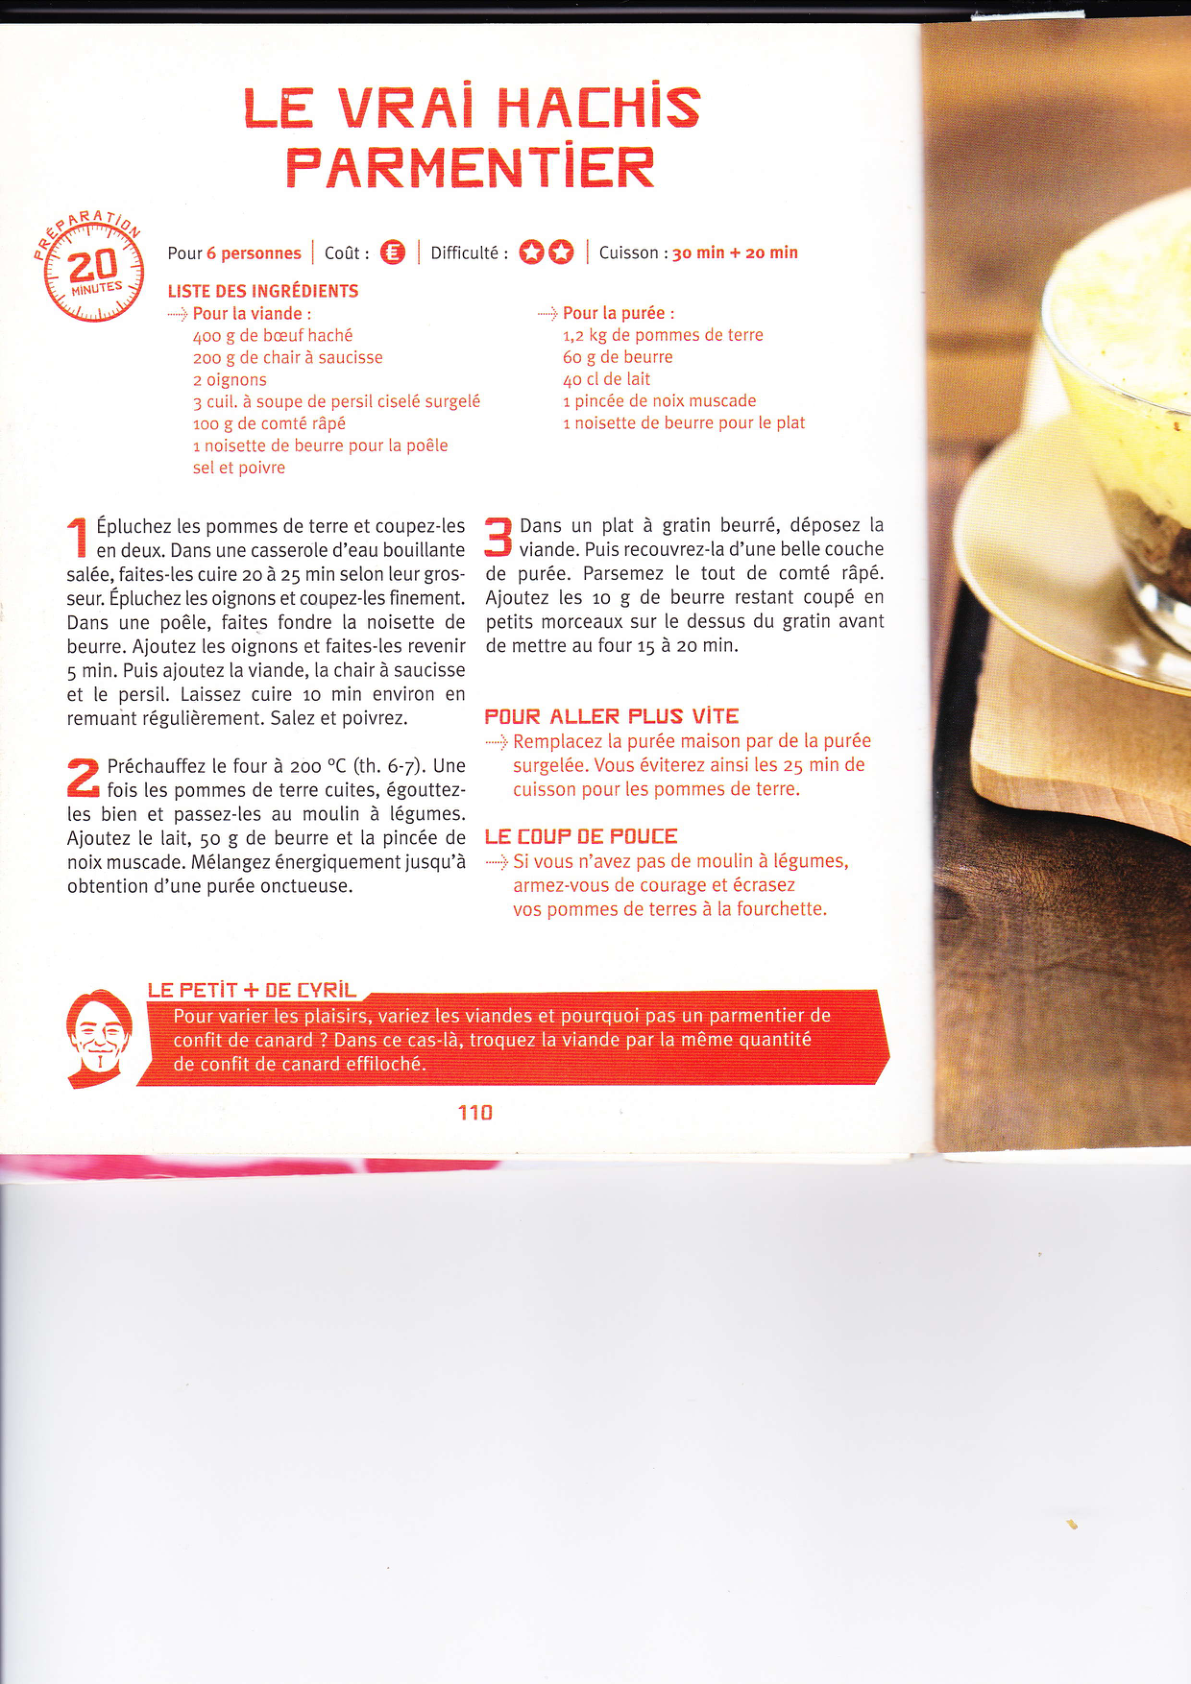 LE VRAI HACHIS
PARMENTIER
PRÉPARATION
20
MINUTES
Pour 6 personnes | Coût : € | Difficulté : ✪✪ | Cuisson : 30 min + 20 min
LISTE DES INGRÉDIENTS
Pour la viande :
400 g de bœuf haché
200 g de chair à saucisse
2 oignons
3 cuil. à soupe de persil ciselé surgelé
100 g de comté râpé
1 noisette de beurre pour la poêle
sel et poivre
Pour la purée :
1,2 kg de pommes de terre
60 g de beurre
40 cl de lait
1 pincée de noix muscade
1 noisette de beurre pour le plat
1 Épluchez les pommes de terre et coupez-les
en deux. Dans une casserole d'eau bouillante
salée, faites-les cuire 20 à 25 min selon leur gros-
seur. Épluchez les oignons et coupez-les finement.
Dans une poêle, faites fondre la noisette de
beurre. Ajoutez les oignons et faites-les revenir
5 min. Puis ajoutez la viande, la chair à saucisse
et le persil. Laissez cuire 10 min environ en
remuant régulièrement. Salez et poivrez.
2 Préchauffez le four à 200 °C (th. 6-7). Une
fois les pommes de terre cuites, égouttez-
les bien et passez-les au moulin à légumes.
Ajoutez le lait, 50 g de beurre et la pincée de
noix muscade. Mélangez énergiquement jusqu'à
obtention d'une purée onctueuse.
3 Dans un plat à gratin beurré, déposez la
viande. Puis recouvrez-la d'une belle couche
de purée. Parsemez le tout de comté râpé.
Ajoutez les 10 g de beurre restant coupé en
petits morceaux sur le dessus du gratin avant
de mettre au four 15 à 20 min.
POUR ALLER PLUS VITE
Remplacez la purée maison par de la purée
surgelée. Vous éviterez ainsi les 25 min de
cuisson pour les pommes de terre.
LE COUP DE POUCE
Si vous n'avez pas de moulin à légumes,
armez-vous de courage et écrasez
vos pommes de terres à la fourchette.
LE PETIT + DE CYRIL
Pour varier les plaisirs, variez les viandes et pourquoi pas un parmentier de
confit de canard ? Dans ce cas-là, troquez la viande par la même quantité
de confit de canard effiloché.
110